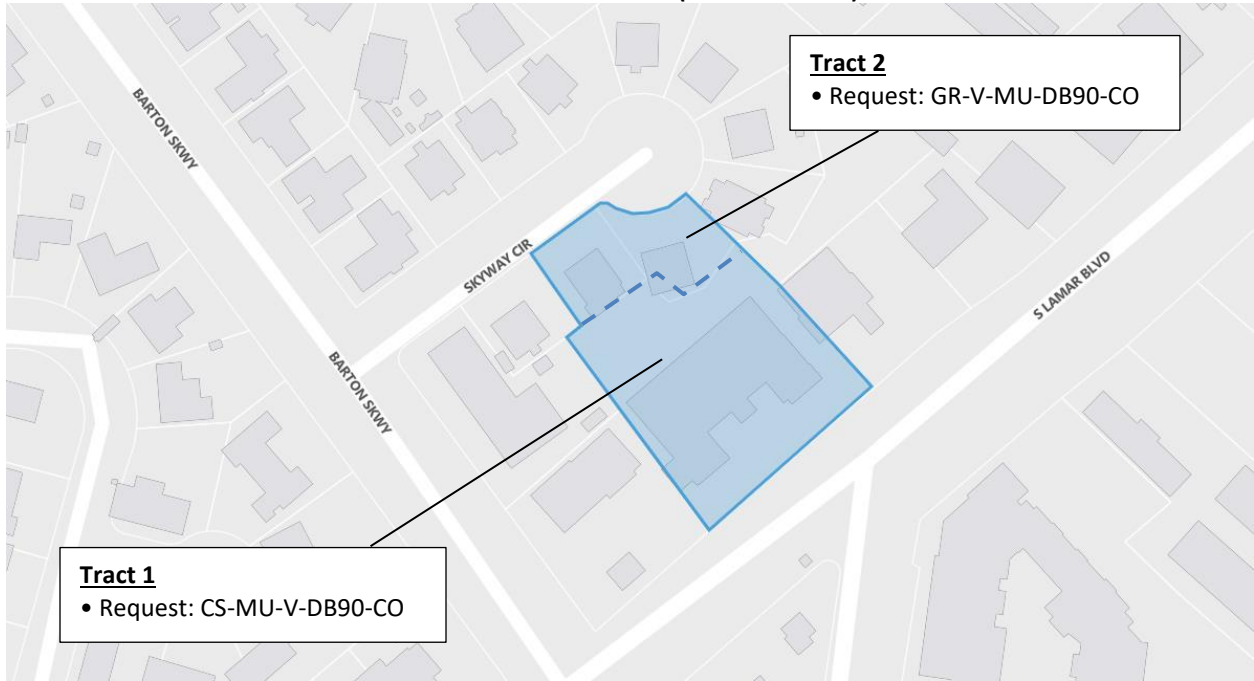 Tract 2
• Request: GR-V-MU-DB90-CO
BARTON SKWY
SKYWAY CIR
S LAMAR BLVD
BARTON SKWY
Tract 1
• Request: CS-MU-V-DB90-CO